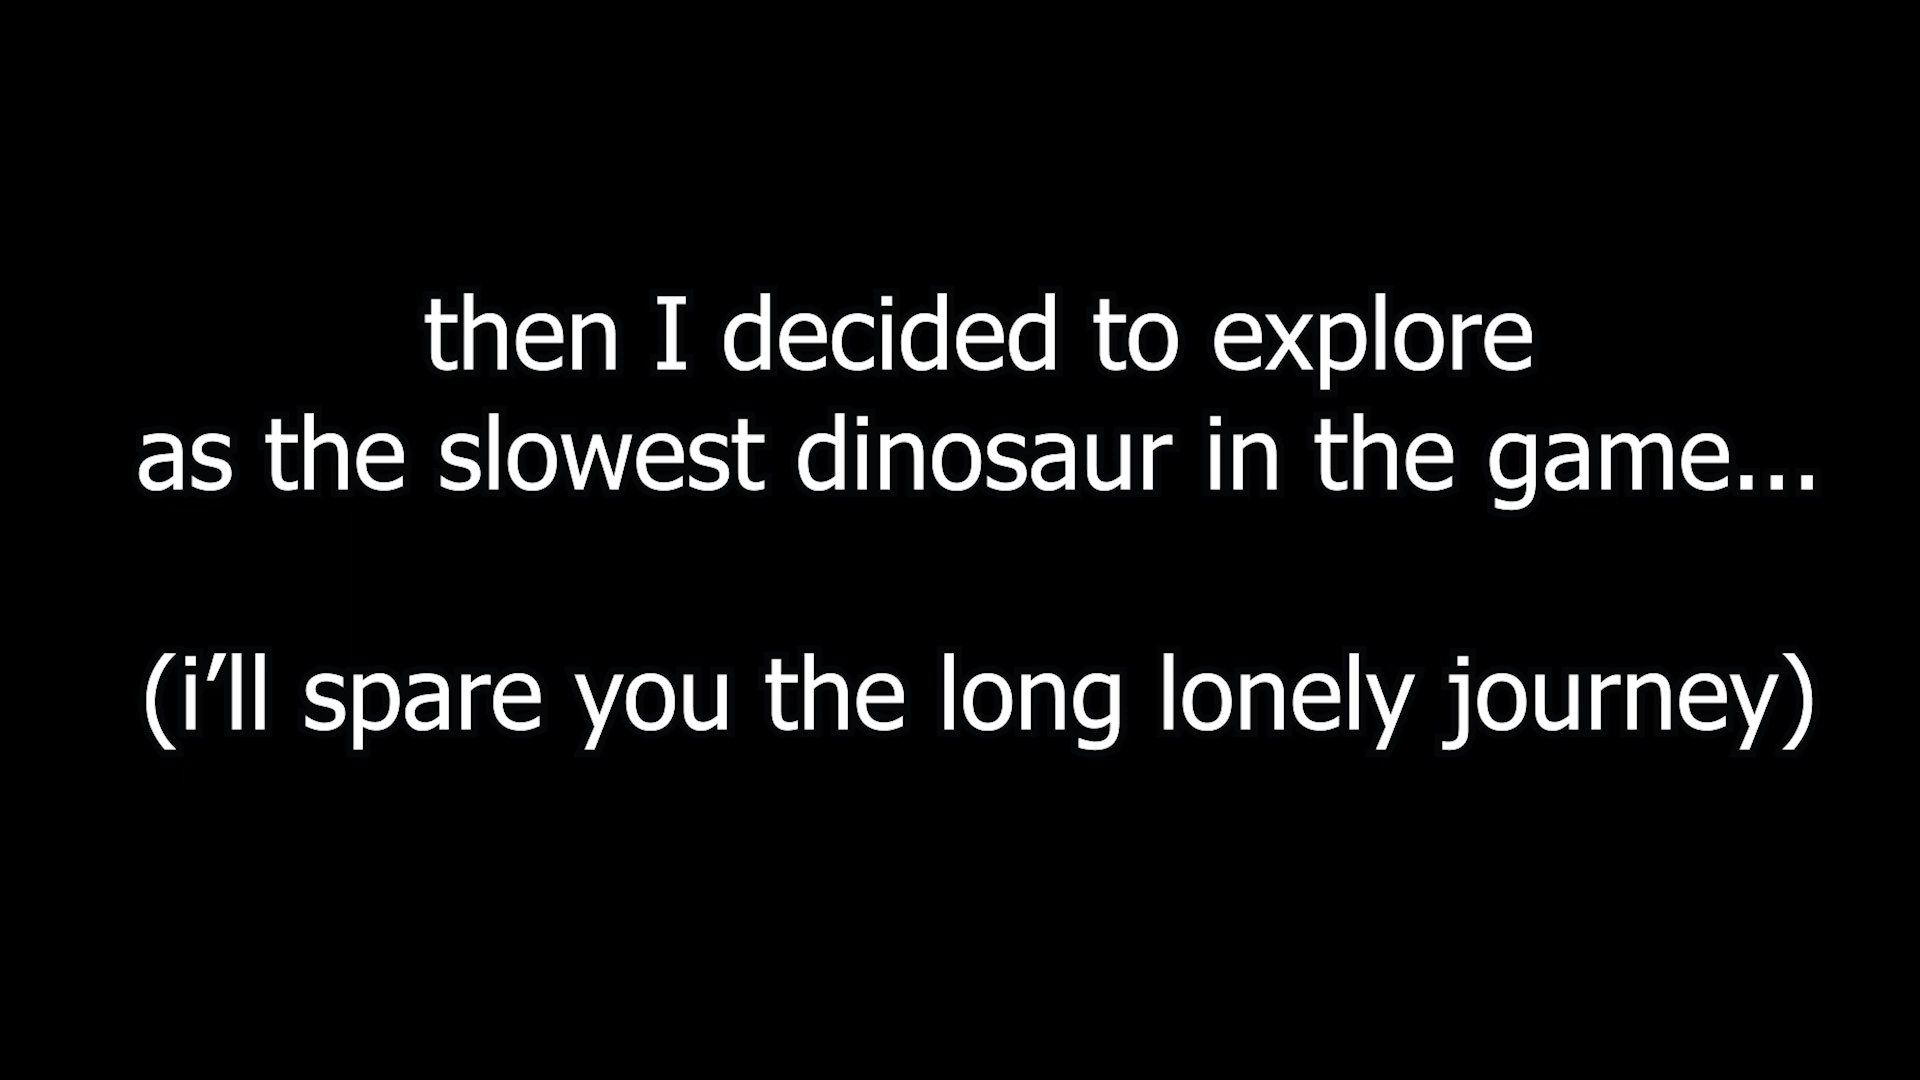 then I decided to explore
as the slowest dinosaur in the game...
(i’ll spare you the long lonely journey)